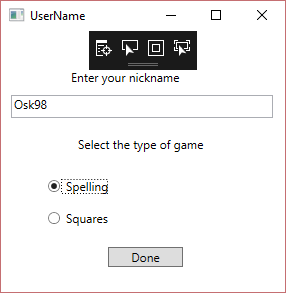 UserName
Enter your nickname
Osk98
Select the type of game
Spelling
Squares
Done